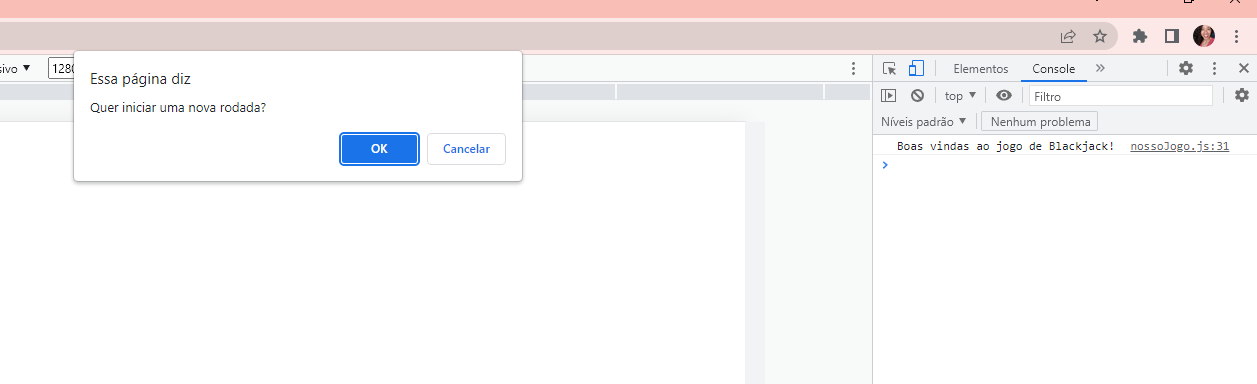 sivo ▼
1280
Essa página diz
Quer iniciar uma nova rodada?
OK
Cancelar
Elementos
Console
»
top ▼
Filtro
Níveis padrão ▼
Nenhum problema
Boas vindas ao jogo de Blackjack! nossoJogo.js:31
>